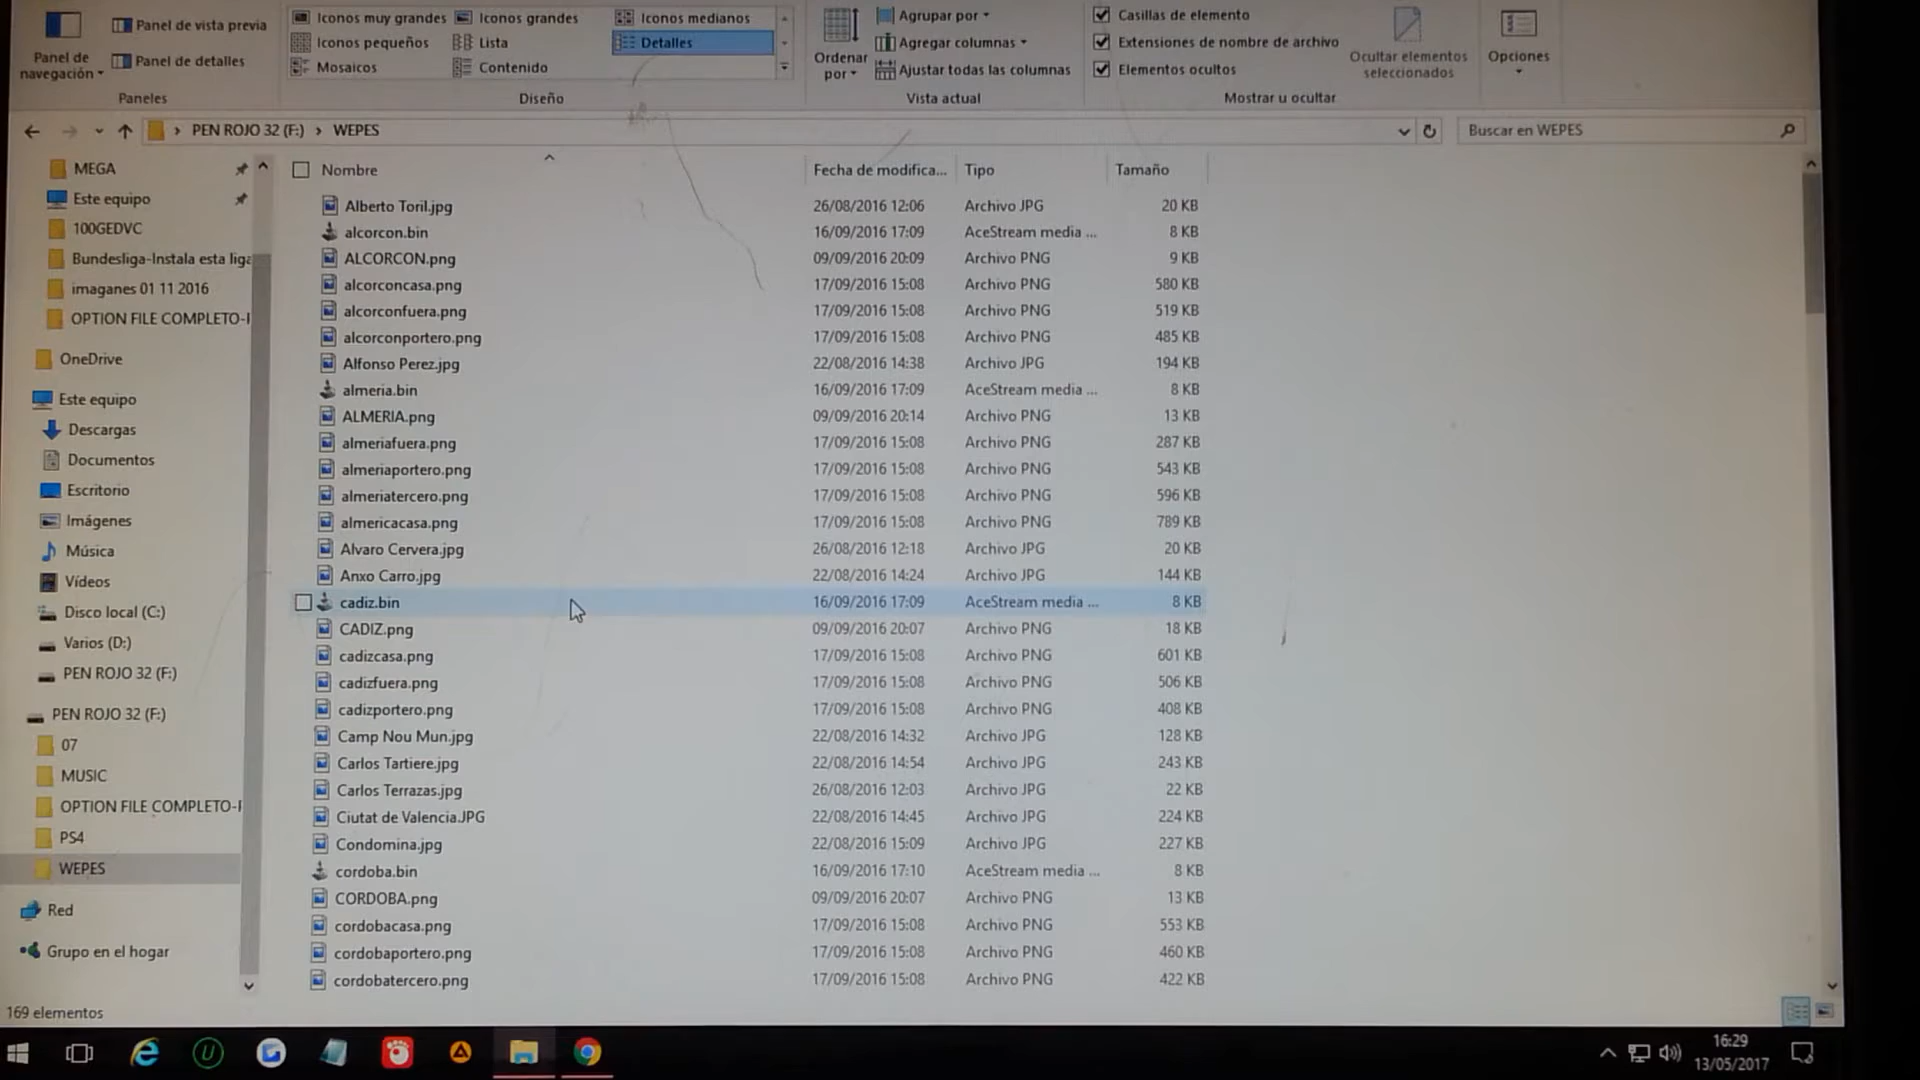 Panel de navegación
Panel de vista previa
Panel de detalles
Paneles
Iconos muy grandes
Iconos grandes
Iconos medianos
Iconos pequeños
Lista
Detalles
Mosaicos
Contenido
Diseño
Ordenar por
Agrupar por
Agregar columnas
Ajustar todas las columnas
Vista actual
Casillas de elemento
Extensiones de nombre de archivo
Elementos ocultos
Ocultar elementos seleccionados
Mostrar u ocultar
Opciones
PEN ROJO 32 (F:) › WEPES
Buscar en WEPES
MEGA
Este equipo
100GEDVC
Bundesliga-Instala esta liga
imaganes 01 11 2016
OPTION FILE COMPLETO-
OneDrive
Este equipo
Descargas
Documentos
Escritorio
Imágenes
Música
Vídeos
Disco local (C:)
Varios (D:)
PEN ROJO 32 (F:)
PEN ROJO 32 (F:)
07
MUSIC
OPTION FILE COMPLETO-
PS4
WEPES
Red
Grupo en el hogar
Nombre Fecha de modifica... Tipo Tamaño
Alberto Toril.jpg 26/08/2016 12:06 Archivo JPG 20 KB
alcorcon.bin 16/09/2016 17:09 AceStream media ... 8 KB
ALCORCON.png 09/09/2016 20:09 Archivo PNG 9 KB
alcorconcasa.png 17/09/2016 15:08 Archivo PNG 580 KB
alcorconfuera.png 17/09/2016 15:08 Archivo PNG 519 KB
alcorconportero.png 17/09/2016 15:08 Archivo PNG 485 KB
Alfonso Perez.jpg 22/08/2016 14:38 Archivo JPG 194 KB
almeria.bin 16/09/2016 17:09 AceStream media ... 8 KB
ALMERIA.png 09/09/2016 20:14 Archivo PNG 13 KB
almeriafuera.png 17/09/2016 15:08 Archivo PNG 287 KB
almeriaportero.png 17/09/2016 15:08 Archivo PNG 543 KB
almeriatercero.png 17/09/2016 15:08 Archivo PNG 596 KB
almericacasa.png 17/09/2016 15:08 Archivo PNG 789 KB
Alvaro Cervera.jpg 26/08/2016 12:18 Archivo JPG 20 KB
Anxo Carro.jpg 22/08/2016 14:24 Archivo JPG 144 KB
cadiz.bin 16/09/2016 17:09 AceStream media ... 8 KB
CADIZ.png 09/09/2016 20:07 Archivo PNG 18 KB
cadizcasa.png 17/09/2016 15:08 Archivo PNG 601 KB
cadizfuera.png 17/09/2016 15:08 Archivo PNG 506 KB
cadizportero.png 17/09/2016 15:08 Archivo PNG 408 KB
Camp Nou Mun.jpg 22/08/2016 14:32 Archivo JPG 128 KB
Carlos Tartiere.jpg 22/08/2016 14:54 Archivo JPG 243 KB
Carlos Terrazas.jpg 26/08/2016 12:03 Archivo JPG 22 KB
Ciutat de Valencia.JPG 22/08/2016 14:45 Archivo JPG 224 KB
Condomina.jpg 22/08/2016 15:09 Archivo JPG 227 KB
cordoba.bin 16/09/2016 17:10 AceStream media ... 8 KB
CORDOBA.png 09/09/2016 20:07 Archivo PNG 13 KB
cordobacasa.png 17/09/2016 15:08 Archivo PNG 553 KB
cordobaportero.png 17/09/2016 15:08 Archivo PNG 460 KB
cordobatercero.png 17/09/2016 15:08 Archivo PNG 422 KB
169 elementos
16:29
13/05/2017